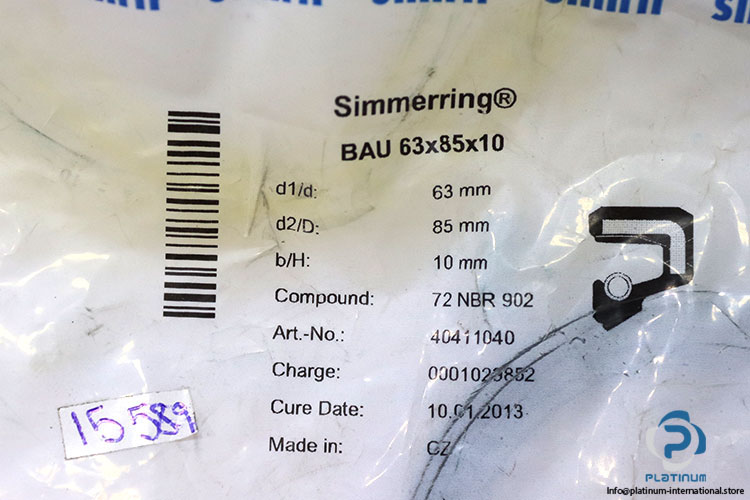 Simmerring®
BAU 63x85x10
d1/d: 63 mm
d2/D: 85 mm
b/H: 10 mm
Compound: 72 NBR 902
Art.-No.: 40411040
Charge: 0001023852
Cure Date: 10.01.2013
Made in: CZ
15589
PLATINUM
Info@platinum-international.store